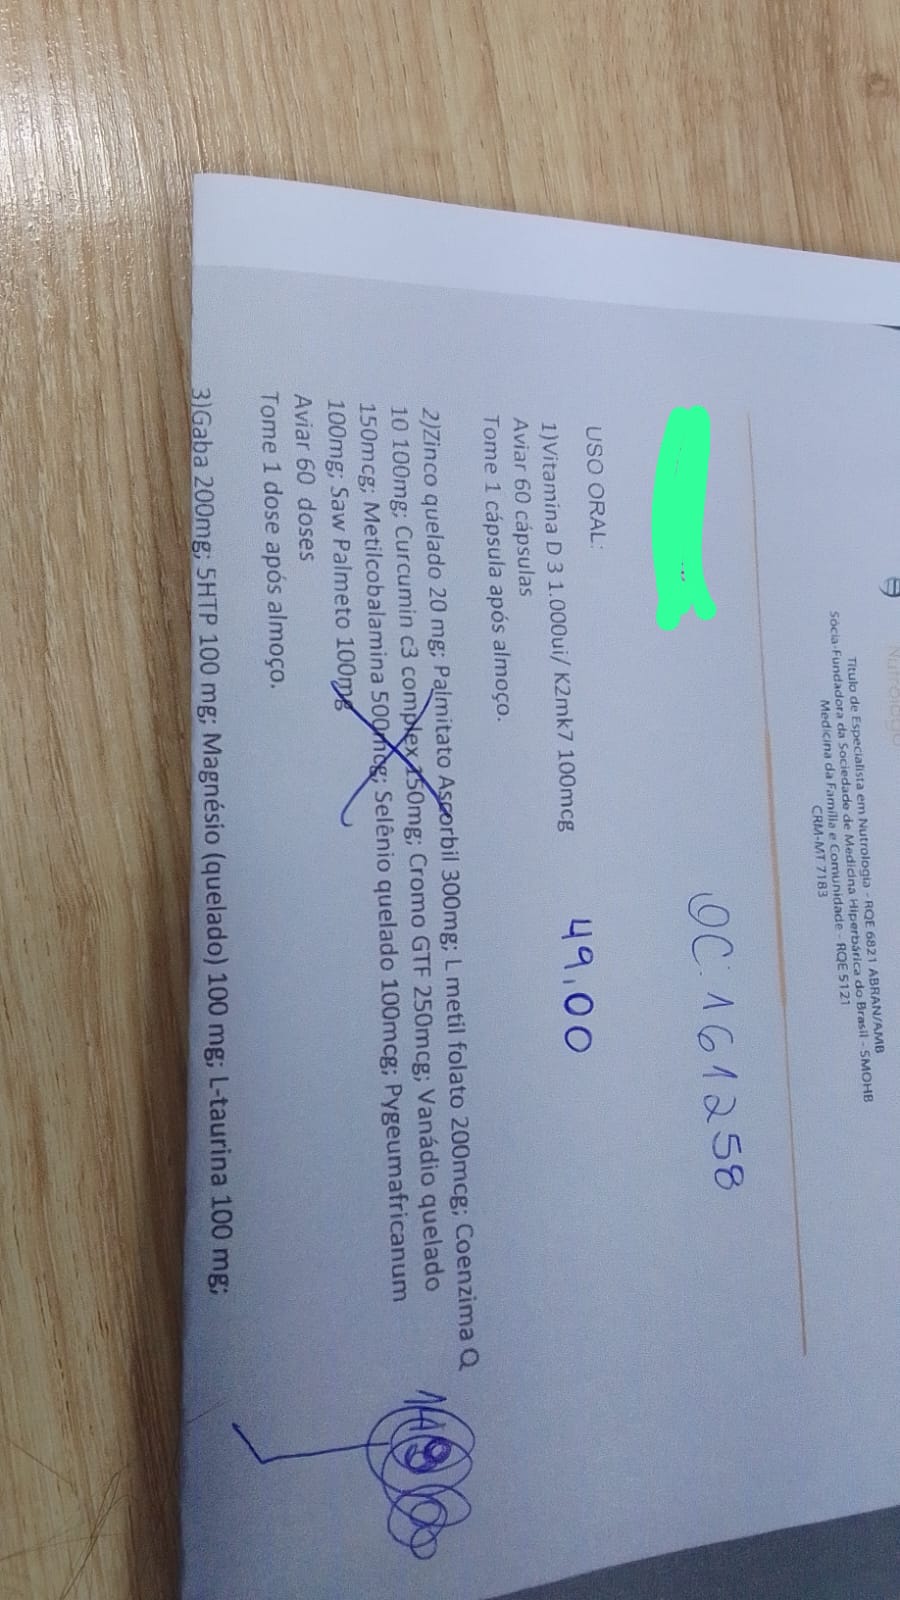 Título de Especialista em Nutrologia - RQE 6821 ABRAN/AMB
Sócia-Fundadora da Sociedade de Medicina Hiperbárica do Brasil - SMOHB
Medicina da Família e Comunidade - RQE 5121
CRM-MT 7183
OC: 161258
USO ORAL:
1)Vitamina D 3 1.000ui/ K2mk7 100mcg 49,00
Aviar 60 cápsulas
Tome 1 cápsula após almoço.
2)Zinco quelado 20 mg; Palmitato Ascorbil 300mg; L metil folato 200mcg; Coenzima Q
10 100mg; Curcumin c3 complex 150mg; Cromo GTF 250mcg; Vanádio quelado
150mcg; Metilcobalamina 500mcg; Selênio quelado 100mcg; Pygeumafricanum
100mg; Saw Palmeto 100mg
Aviar 60 doses
Tome 1 dose após almoço.
3)Gaba 200mg; 5HTP 100 mg; Magnésio (quelado) 100 mg; L-taurina 100 mg;